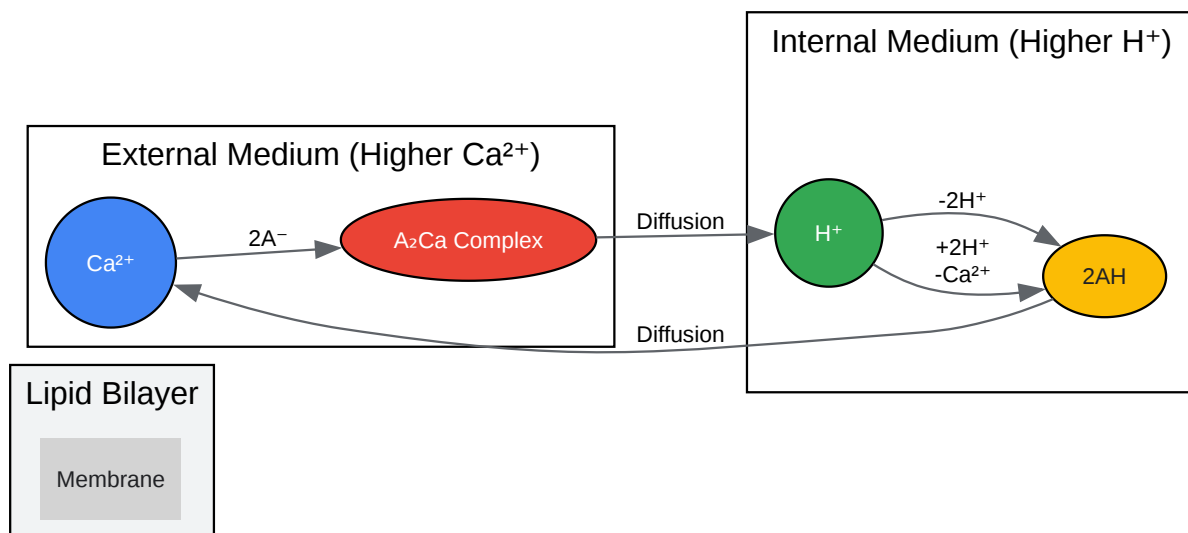 Internal Medium (Higher H⁺)
External Medium (Higher Ca²⁺)
Ca²⁺
2A⁻
A₂Ca Complex
Diffusion
H⁺
-2H⁺
+2H⁺
-Ca²⁺
2AH
Diffusion
Lipid Bilayer
Membrane